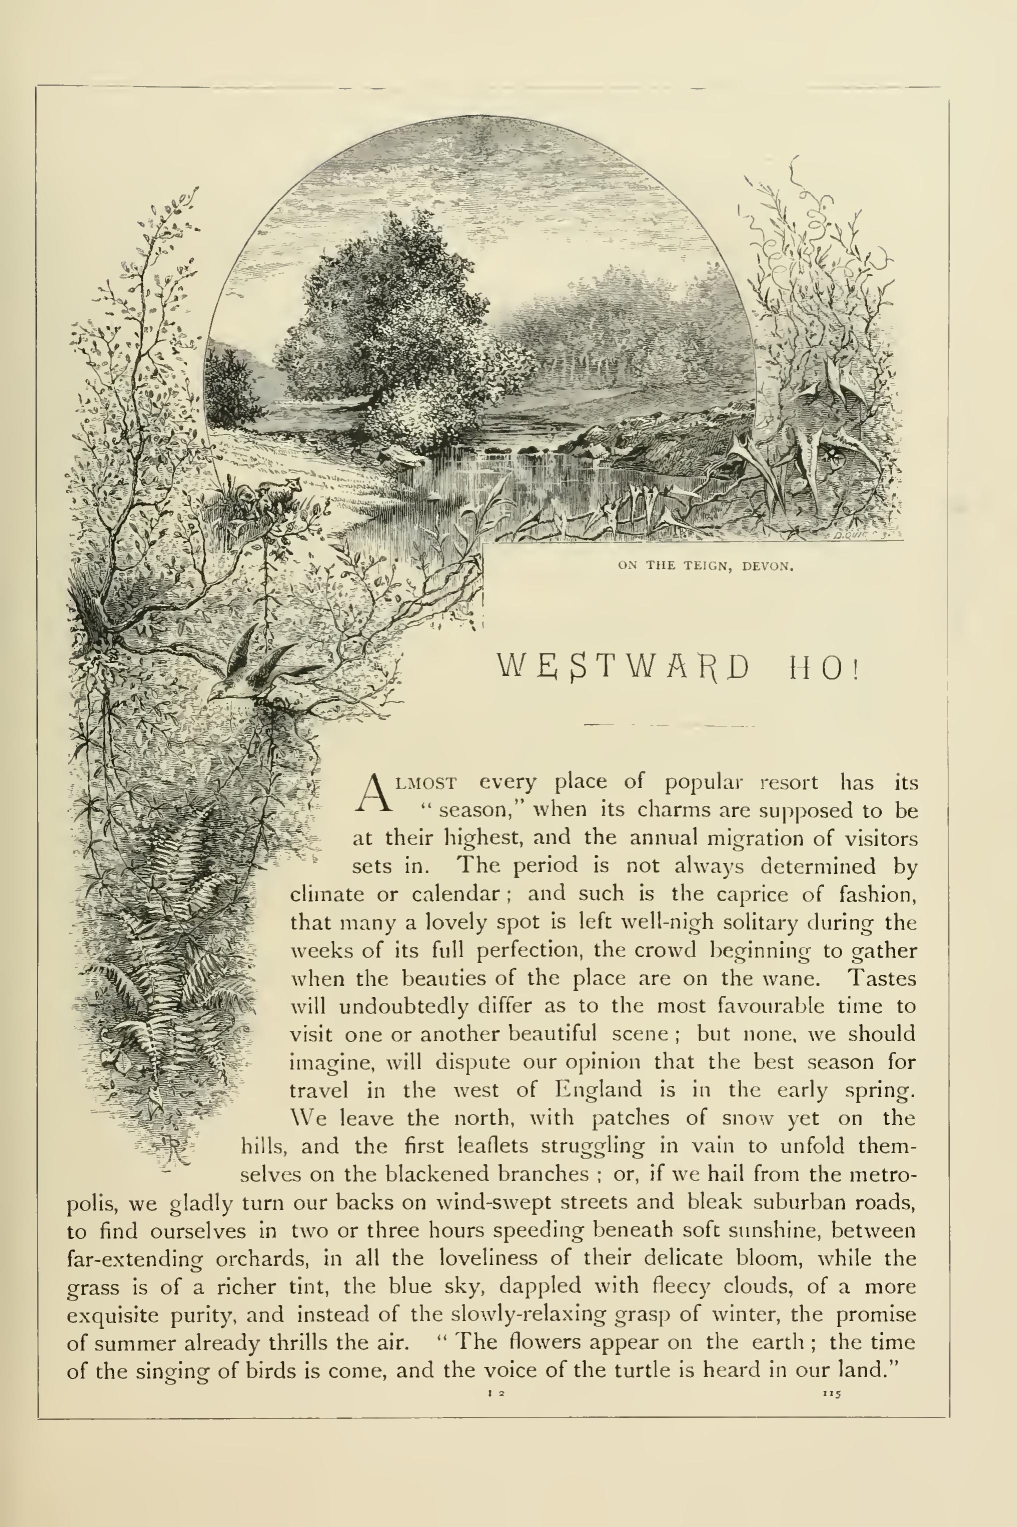 ON THE TEIGN, DEVON.
WESTWARD HO!
ALMOST every place of popular resort has its
“ season,” when its charms are supposed to be
at their highest, and the annual migration of visitors
sets in. The period is not always determined by
climate or calendar ; and such is the caprice of fashion,
that many a lovely spot is left well-nigh solitary during the
weeks of its full perfection, the crowd beginning to gather
when the beauties of the place are on the wane. Tastes
will undoubtedly differ as to the most favourable time to
visit one or another beautiful scene ; but none, we should
imagine, will dispute our opinion that the best season for
travel in the west of England is in the early spring.
We leave the north, with patches of snow yet on the
hills, and the first leaflets struggling in vain to unfold them-
selves on the blackened branches ; or, if we hail from the metro-
polis, we gladly turn our backs on wind-swept streets and bleak suburban roads,
to find ourselves in two or three hours speeding beneath soft sunshine, between
far-extending orchards, in all the loveliness of their delicate bloom, while the
grass is of a richer tint, the blue sky, dappled with fleecy clouds, of a more
exquisite purity, and instead of the slowly-relaxing grasp of winter, the promise
of summer already thrills the air. “ The flowers appear on the earth ; the time
of the singing of birds is come, and the voice of the turtle is heard in our land.”
I 2 115